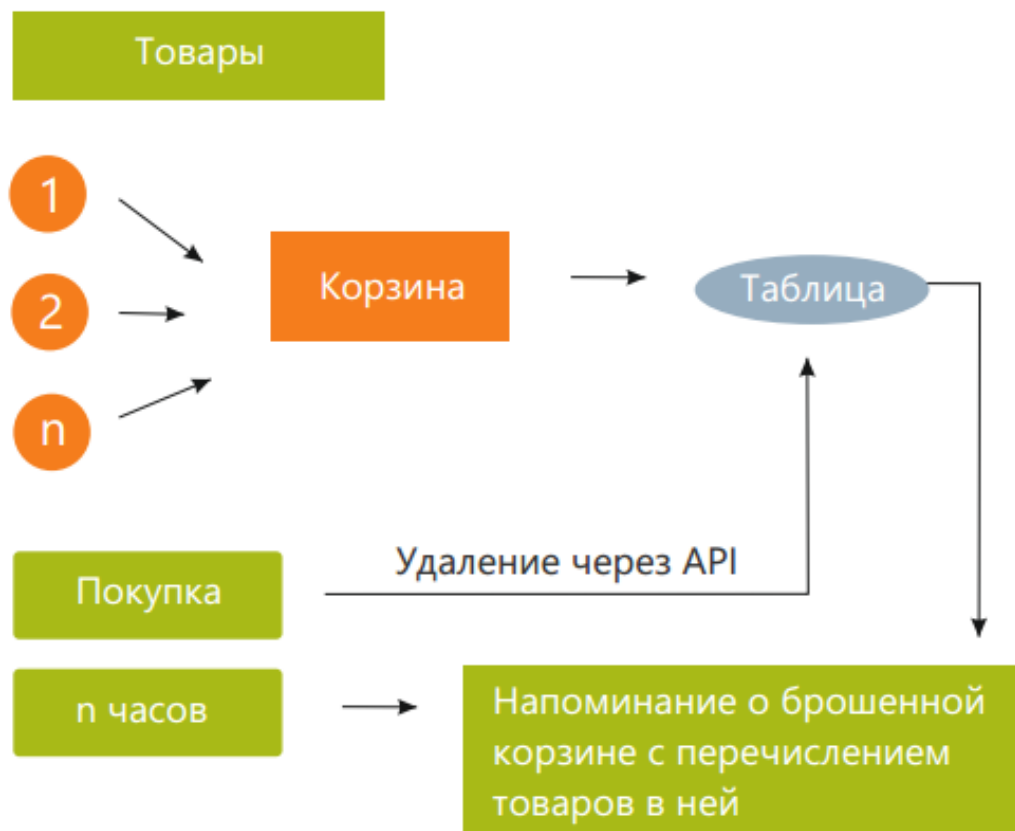 Товары
1
2
n
Корзина
Таблица
Удаление через API
Покупка
n часов
Напоминание о брошенной
корзине с перечислением
товаров в ней